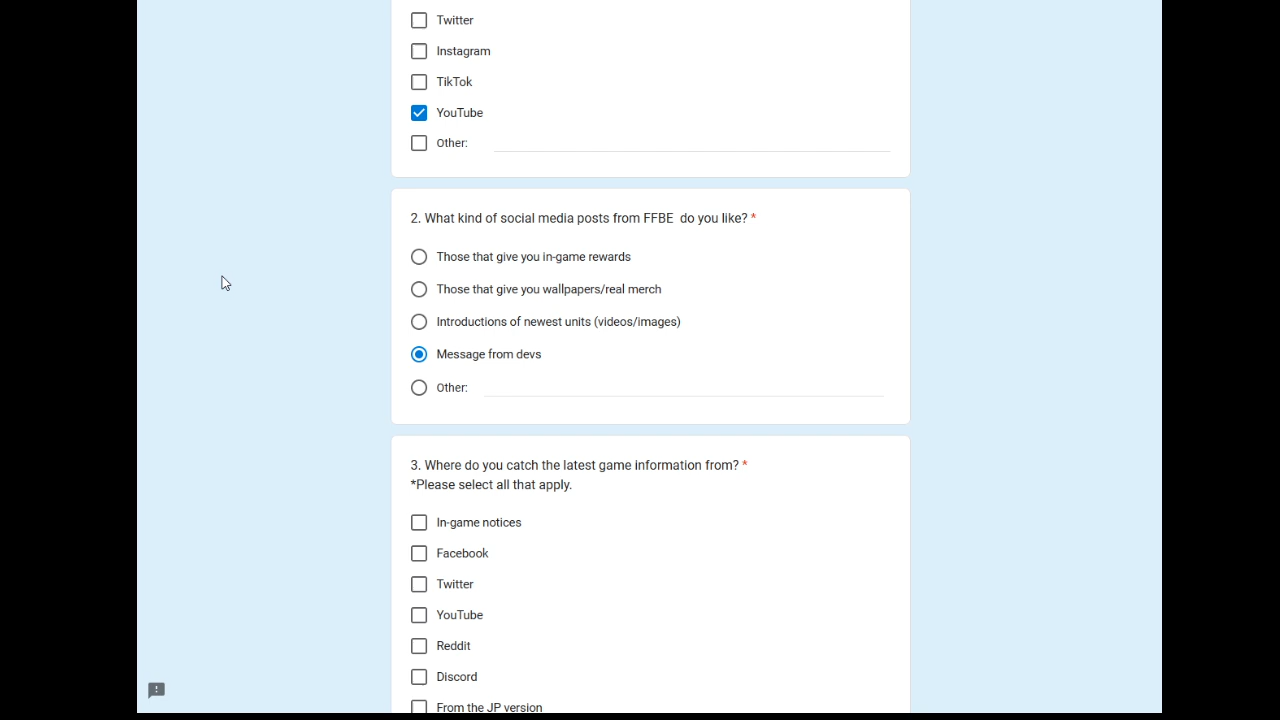 Twitter
Instagram
TikTok
YouTube
Other:
2. What kind of social media posts from FFBE do you like? *
Those that give you in-game rewards
Those that give you wallpapers/real merch
Introductions of newest units (videos/images)
Message from devs
Other:
3. Where do you catch the latest game information from? *
*Please select all that apply.
In-game notices
Facebook
Twitter
YouTube
Reddit
Discord
From the JP version